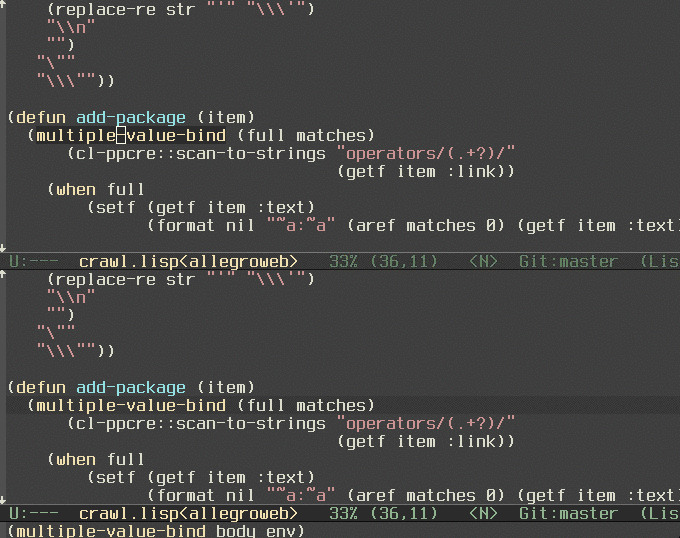 (replace-re str "'" "\\\'")
    "\\n"
    "")
   "\""
   "\\\""))

(defun add-package (item)
  (multiple-value-bind (full matches)
      (cl-ppcre::scan-to-strings "operators/(.+?)/"
                                 (getf item :link))
    (when full
        (setf (getf item :text)
              (format nil "~a:~a" (aref matches 0) (getf item :text
U:---  crawl.lisp<allegroweb>   33% (36,11)   <N>  Git:master  (Lis
    (replace-re str "'" "\\\'")
    "\\n"
    "")
   "\""
   "\\\""))

(defun add-package (item)
  (multiple-value-bind (full matches)
      (cl-ppcre::scan-to-strings "operators/(.+?)/"
                                 (getf item :link))
    (when full
        (setf (getf item :text)
              (format nil "~a:~a" (aref matches 0) (getf item :text
U:---  crawl.lisp<allegroweb>   33% (36,11)   <N>  Git:master  (Lis
(multiple-value-bind body env)